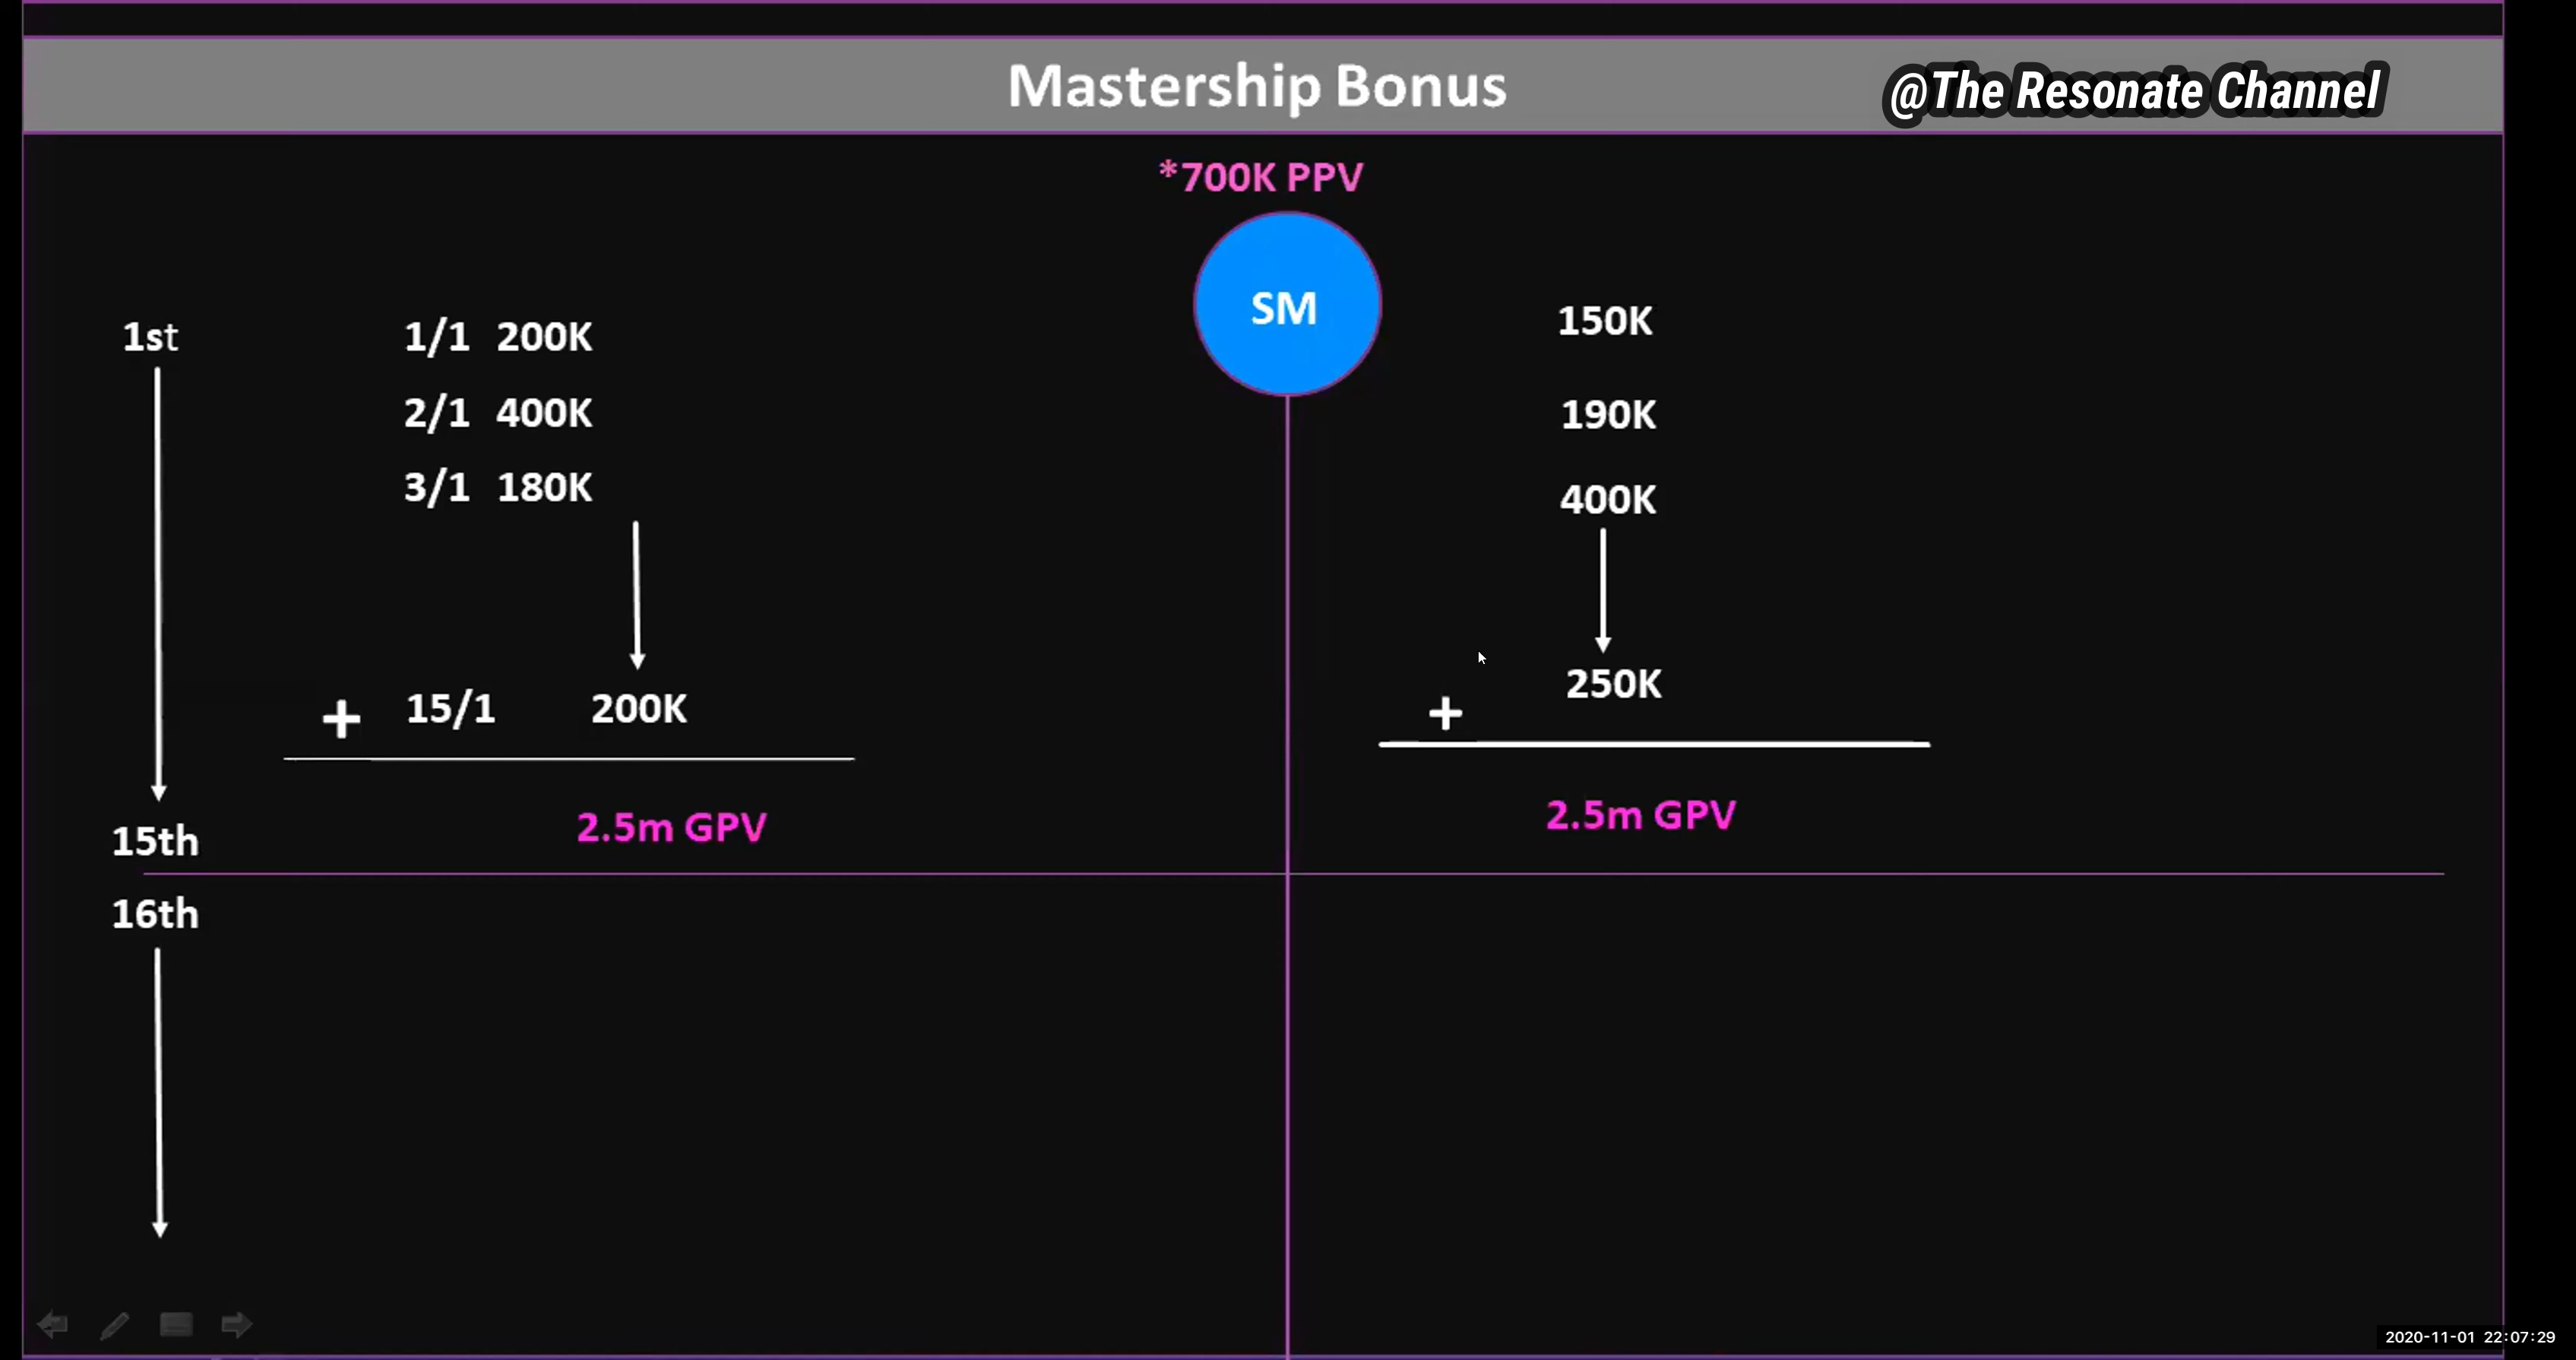 Mastership Bonus
@The Resonate Channel
*700K PPV
SM
1st
1/1 200K
2/1 400K
3/1 180K
+ 15/1 200K
2.5m GPV
15th
16th
150K
190K
400K
250K
+
2.5m GPV
2020-11-01 22:07:29